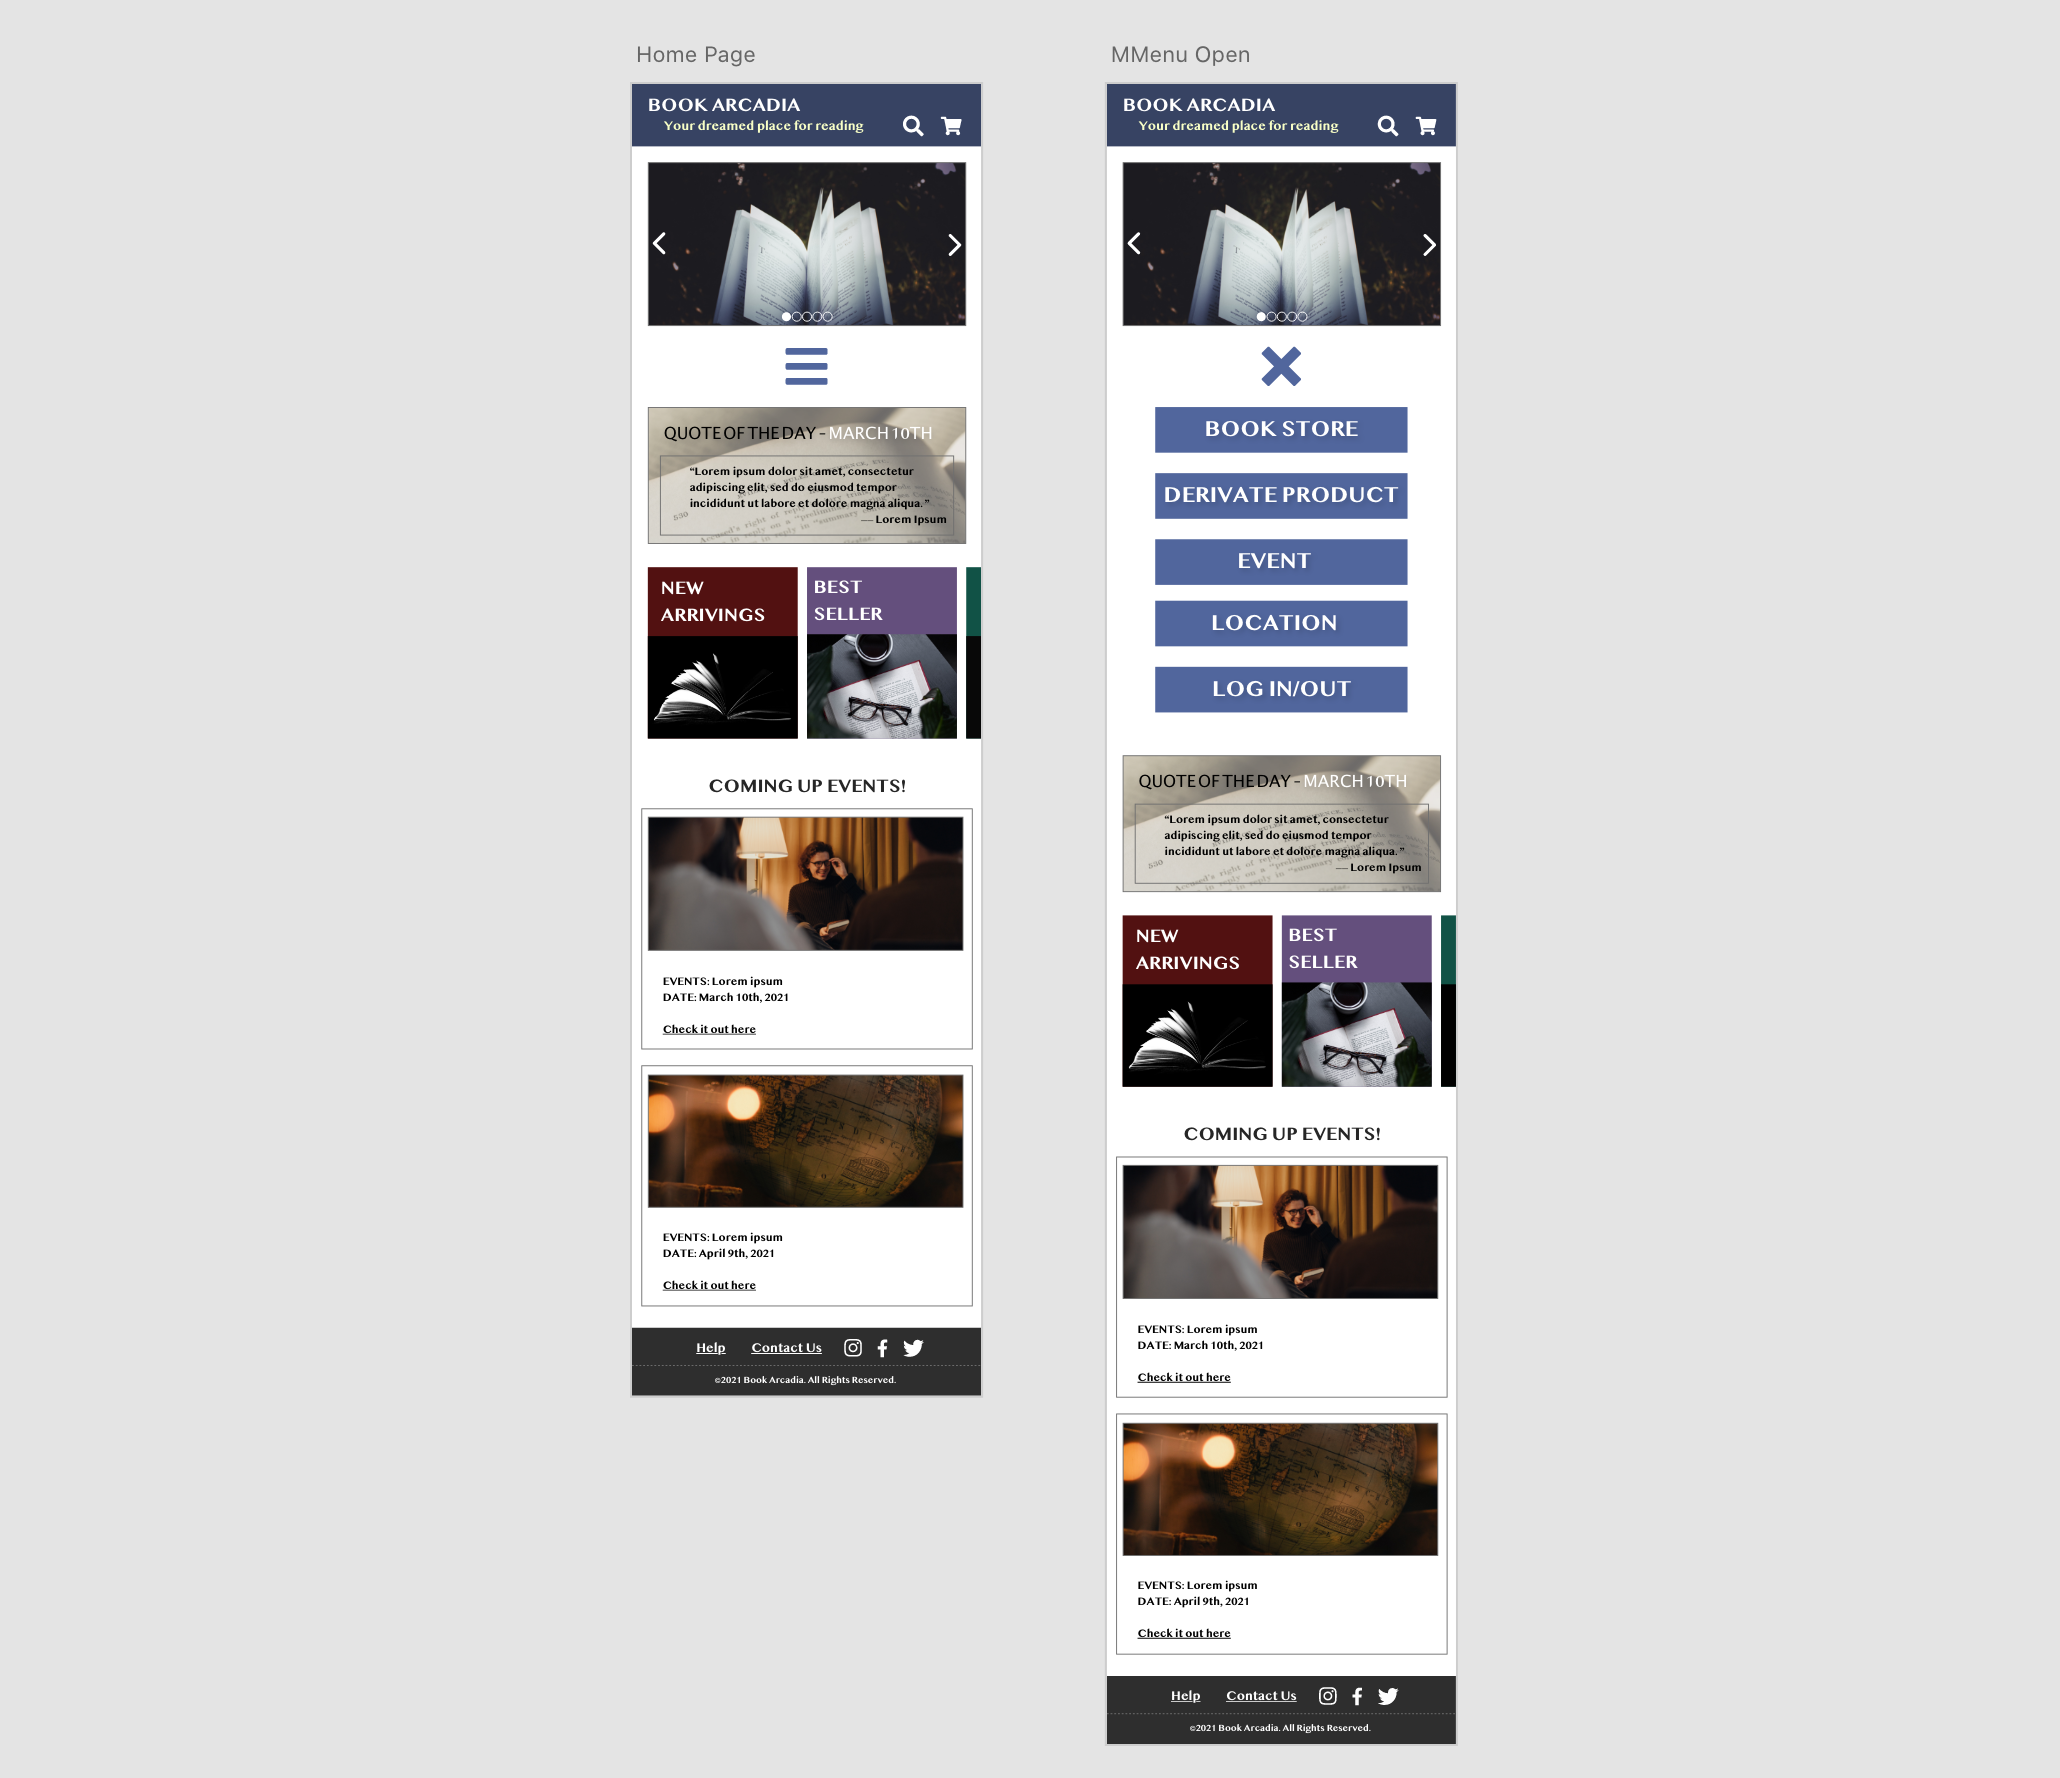 Home Page
BOOK ARCADIA
Your dreamed place for reading
QUOTE OF THE DAY - MARCH 10TH
“Lorem ipsum dolor sit amet, consectetur
adipiscing elit, sed do eiusmod tempor
incididunt ut labore et dolore magna aliqua.”
— Lorem Ipsum
NEW
ARRIVINGS
BEST
SELLER
COMING UP EVENTS!
EVENTS: Lorem ipsum
DATE: March 10th, 2021
Check it out here
EVENTS: Lorem ipsum
DATE: April 9th, 2021
Check it out here
Help Contact Us
©2021 Book Arcadia. All Rights Reserved.
MMenu Open
BOOK ARCADIA
Your dreamed place for reading
BOOK STORE
DERIVATE PRODUCT
EVENT
LOCATION
LOG IN/OUT
QUOTE OF THE DAY - MARCH 10TH
“Lorem ipsum dolor sit amet, consectetur
adipiscing elit, sed do eiusmod tempor
incididunt ut labore et dolore magna aliqua.”
— Lorem Ipsum
NEW
ARRIVINGS
BEST
SELLER
COMING UP EVENTS!
EVENTS: Lorem ipsum
DATE: March 10th, 2021
Check it out here
EVENTS: Lorem ipsum
DATE: April 9th, 2021
Check it out here
Help Contact Us
©2021 Book Arcadia. All Rights Reserved.